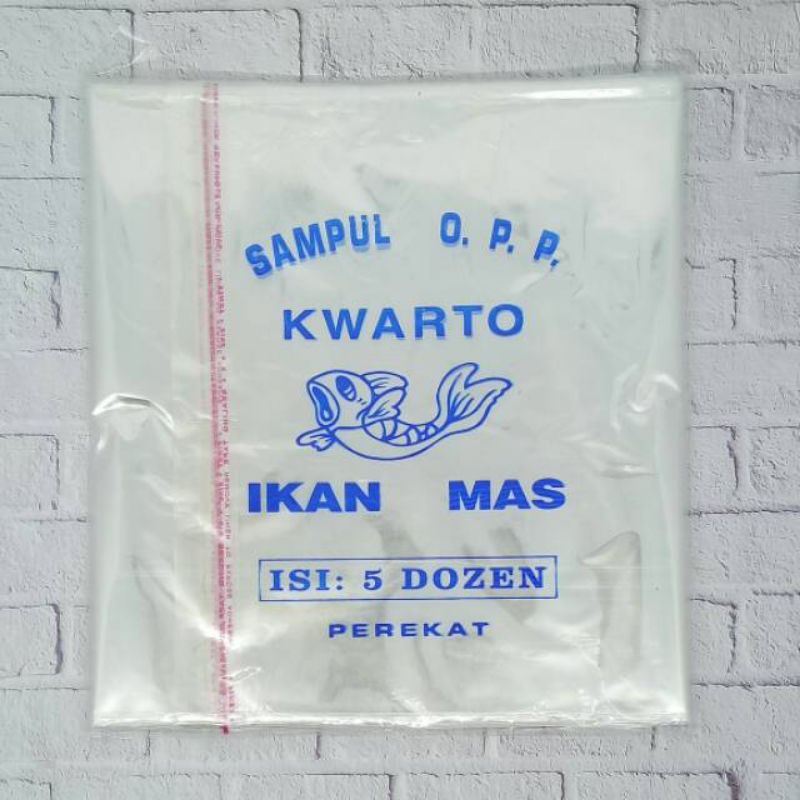 SAMPUL O. P. P.
KWARTO
IKAN MAS
ISI: 5 DOZEN
PEREKAT